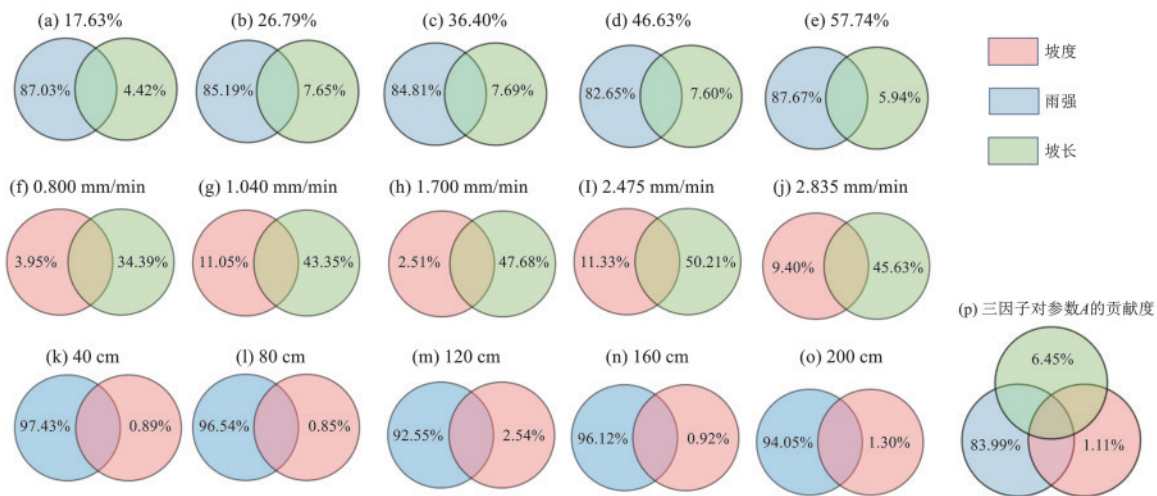 (a) 17.63%
(b) 26.79%
(c) 36.40%
(d) 46.63%
(e) 57.74%
87.03%
4.42%
85.19%
7.65%
84.81%
7.69%
82.65%
7.60%
87.67%
5.94%
坡度
雨强
坡长
(f) 0.800 mm/min
(g) 1.040 mm/min
(h) 1.700 mm/min
(I) 2.475 mm/min
(j) 2.835 mm/min
3.95%
34.39%
11.05%
43.35%
2.51%
47.68%
11.33%
50.21%
9.40%
45.63%
(k) 40 cm
(l) 80 cm
(m) 120 cm
(n) 160 cm
(o) 200 cm
97.43%
0.89%
96.54%
0.85%
92.55%
2.54%
96.12%
0.92%
94.05%
1.30%
(p) 三因子对参数A的贡献度
6.45%
83.99%
1.11%